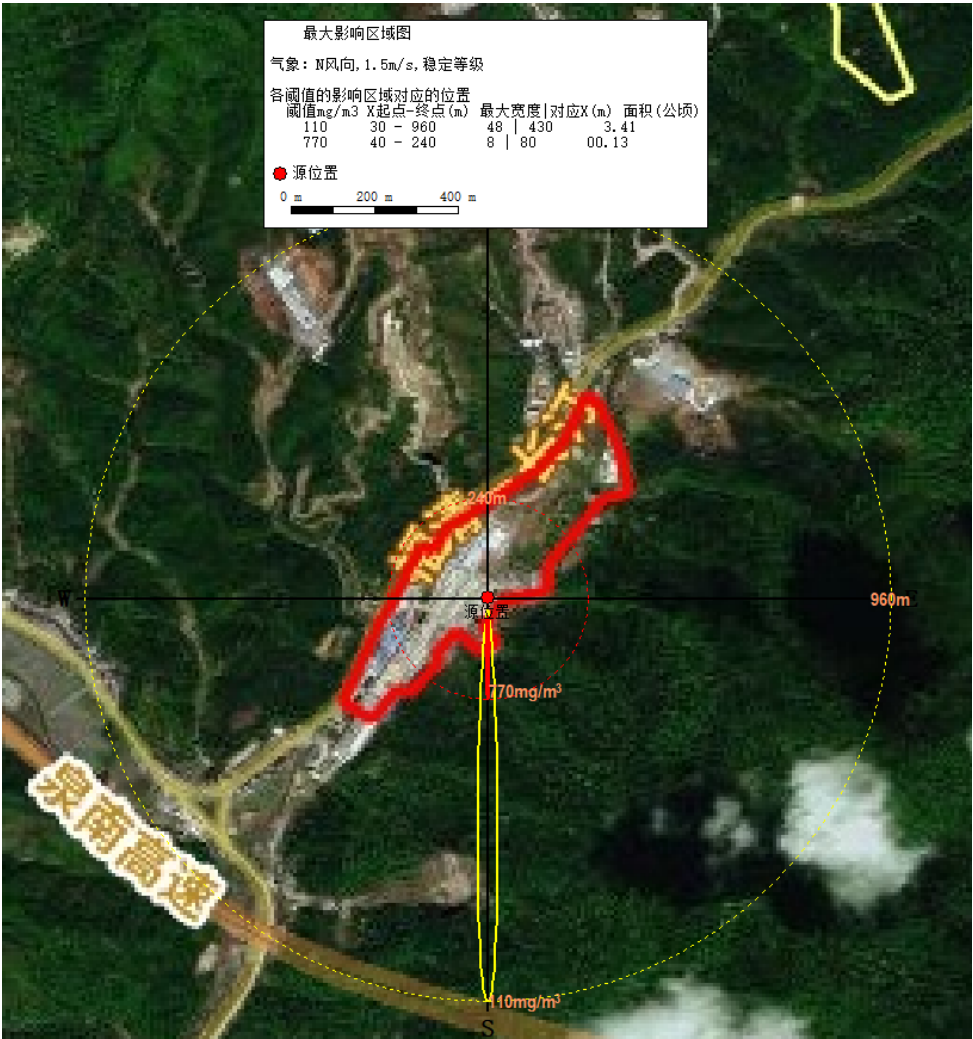 最大影响区域图
气象：N风向,1.5m/s,稳定等级
各阈值的影响区域对应的位置
阈值mg/m3 X起点-终点(m) 最大宽度|对应X(m) 面积(公顷)
110 30 - 960 48 | 430 3.41
770 40 - 240 8 | 80 00.13
源位置
0 m 200 m 400 m
240m
W
960m
源位置
770mg/m³
泉南高速
110mg/m³
S